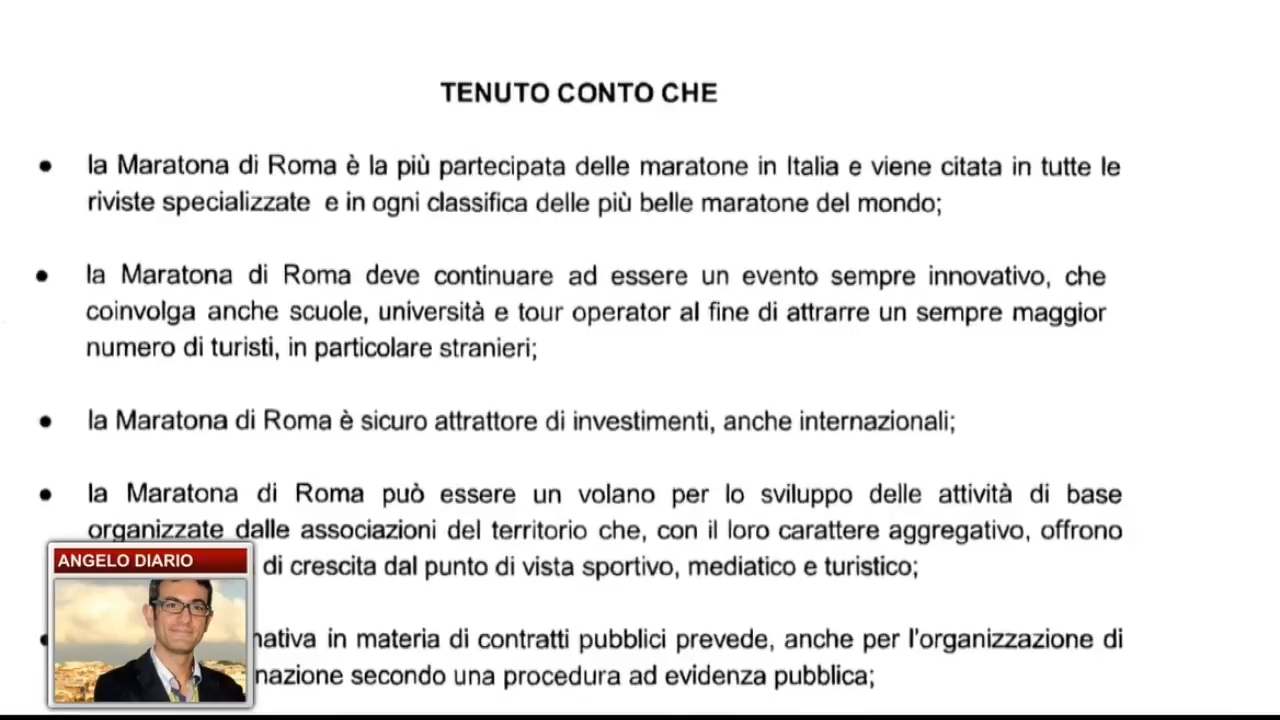 TENUTO CONTO CHE
• la Maratona di Roma è la più partecipata delle maratone in Italia e viene citata in tutte le
riviste specializzate e in ogni classifica delle più belle maratone del mondo;
• la Maratona di Roma deve continuare ad essere un evento sempre innovativo, che
coinvolga anche scuole, università e tour operator al fine di attrarre un sempre maggior
numero di turisti, in particolare stranieri;
• la Maratona di Roma è sicuro attrattore di investimenti, anche internazionali;
• la Maratona di Roma può essere un volano per lo sviluppo delle attività di base
organizzate dalle associazioni del territorio che, con il loro carattere aggregativo, offrono
di crescita dal punto di vista sportivo, mediatico e turistico;
mativa in materia di contratti pubblici prevede, anche per l'organizzazione di
nazione secondo una procedura ad evidenza pubblica;
ANGELO DIARIO